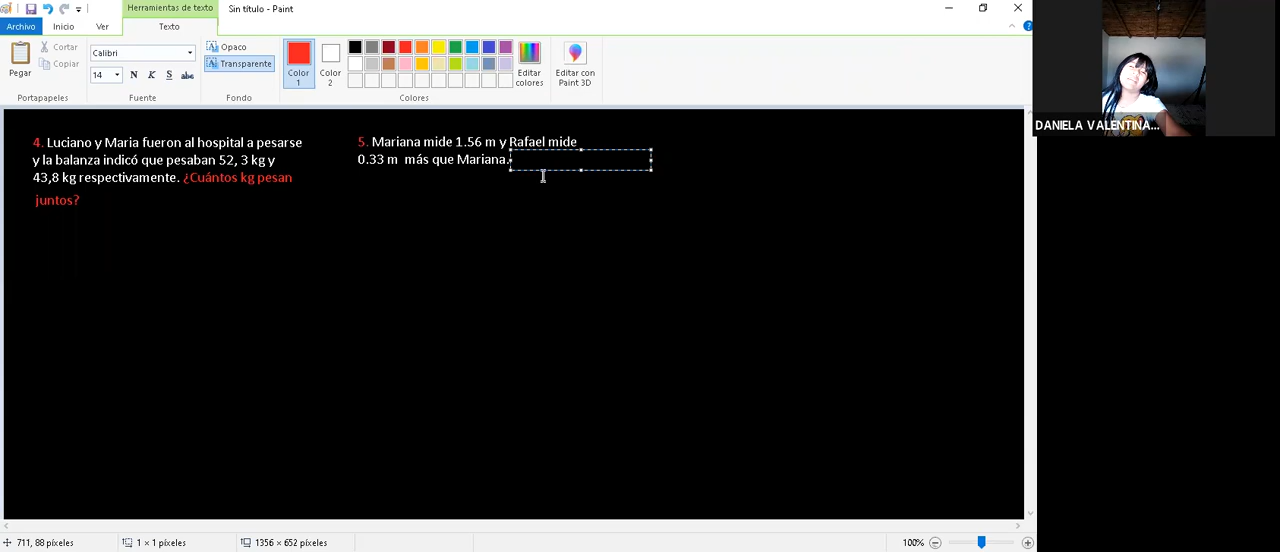 Herramientas de texto
Sin título - Paint
Archivo Inicio Ver Texto
Pegar
Cortar
Copiar
Portapapeles
Calibri
14 N K S abc
Fuente
Opaco
Transparente
Fondo
Color 1
Color 2
Editar colores
Colores
Editar con Paint 3D
4. Luciano y Maria fueron al hospital a pesarse
y la balanza indicó que pesaban 52, 3 kg y
43,8 kg respectivamente. ¿Cuántos kg pesan
juntos?
5. Mariana mide 1.56 m y Rafael mide
0.33 m más que Mariana.
DANIELA VALENTINA...
711, 88 píxeles
1 × 1 píxeles
1356 × 652 píxeles
100%